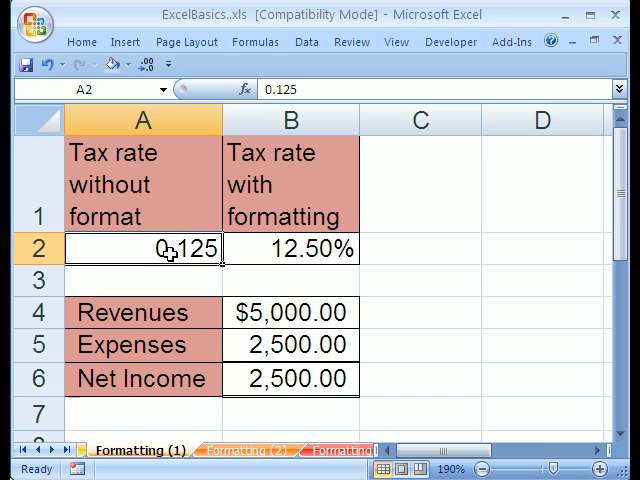 ExcelBasics..xls [Compatibility Mode] - Microsoft Excel
Home Insert Page Layout Formulas Data Review View Developer Add-Ins
A2 fx 0.125
A B C D
1 Tax rate without format Tax rate with formatting
2 0.125 12.50%
3
4 Revenues $5,000.00
5 Expenses 2,500.00
6 Net Income 2,500.00
7
Formatting (1) Formatting (2) Formatting
Ready 190%